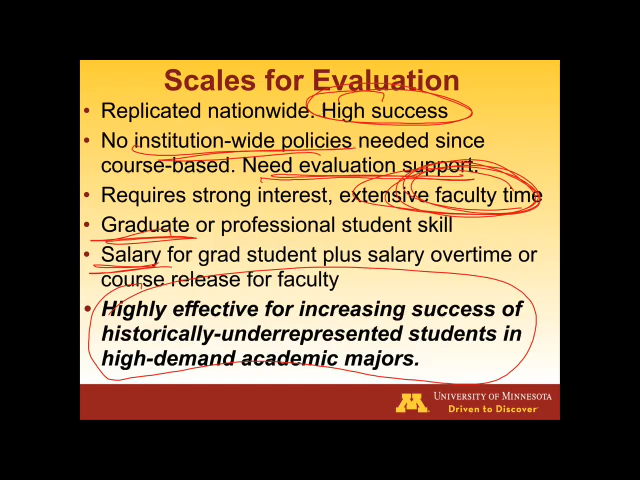 Scales for Evaluation
• Replicated nationwide. High success
• No institution-wide policies needed since
course-based. Need evaluation support.
• Requires strong interest, extensive faculty time
• Graduate or professional student skill
• Salary for grad student plus salary overtime or
course release for faculty
• Highly effective for increasing success of
historically-underrepresented students in
high-demand academic majors.
UNIVERSITY OF MINNESOTA
Driven to Discover